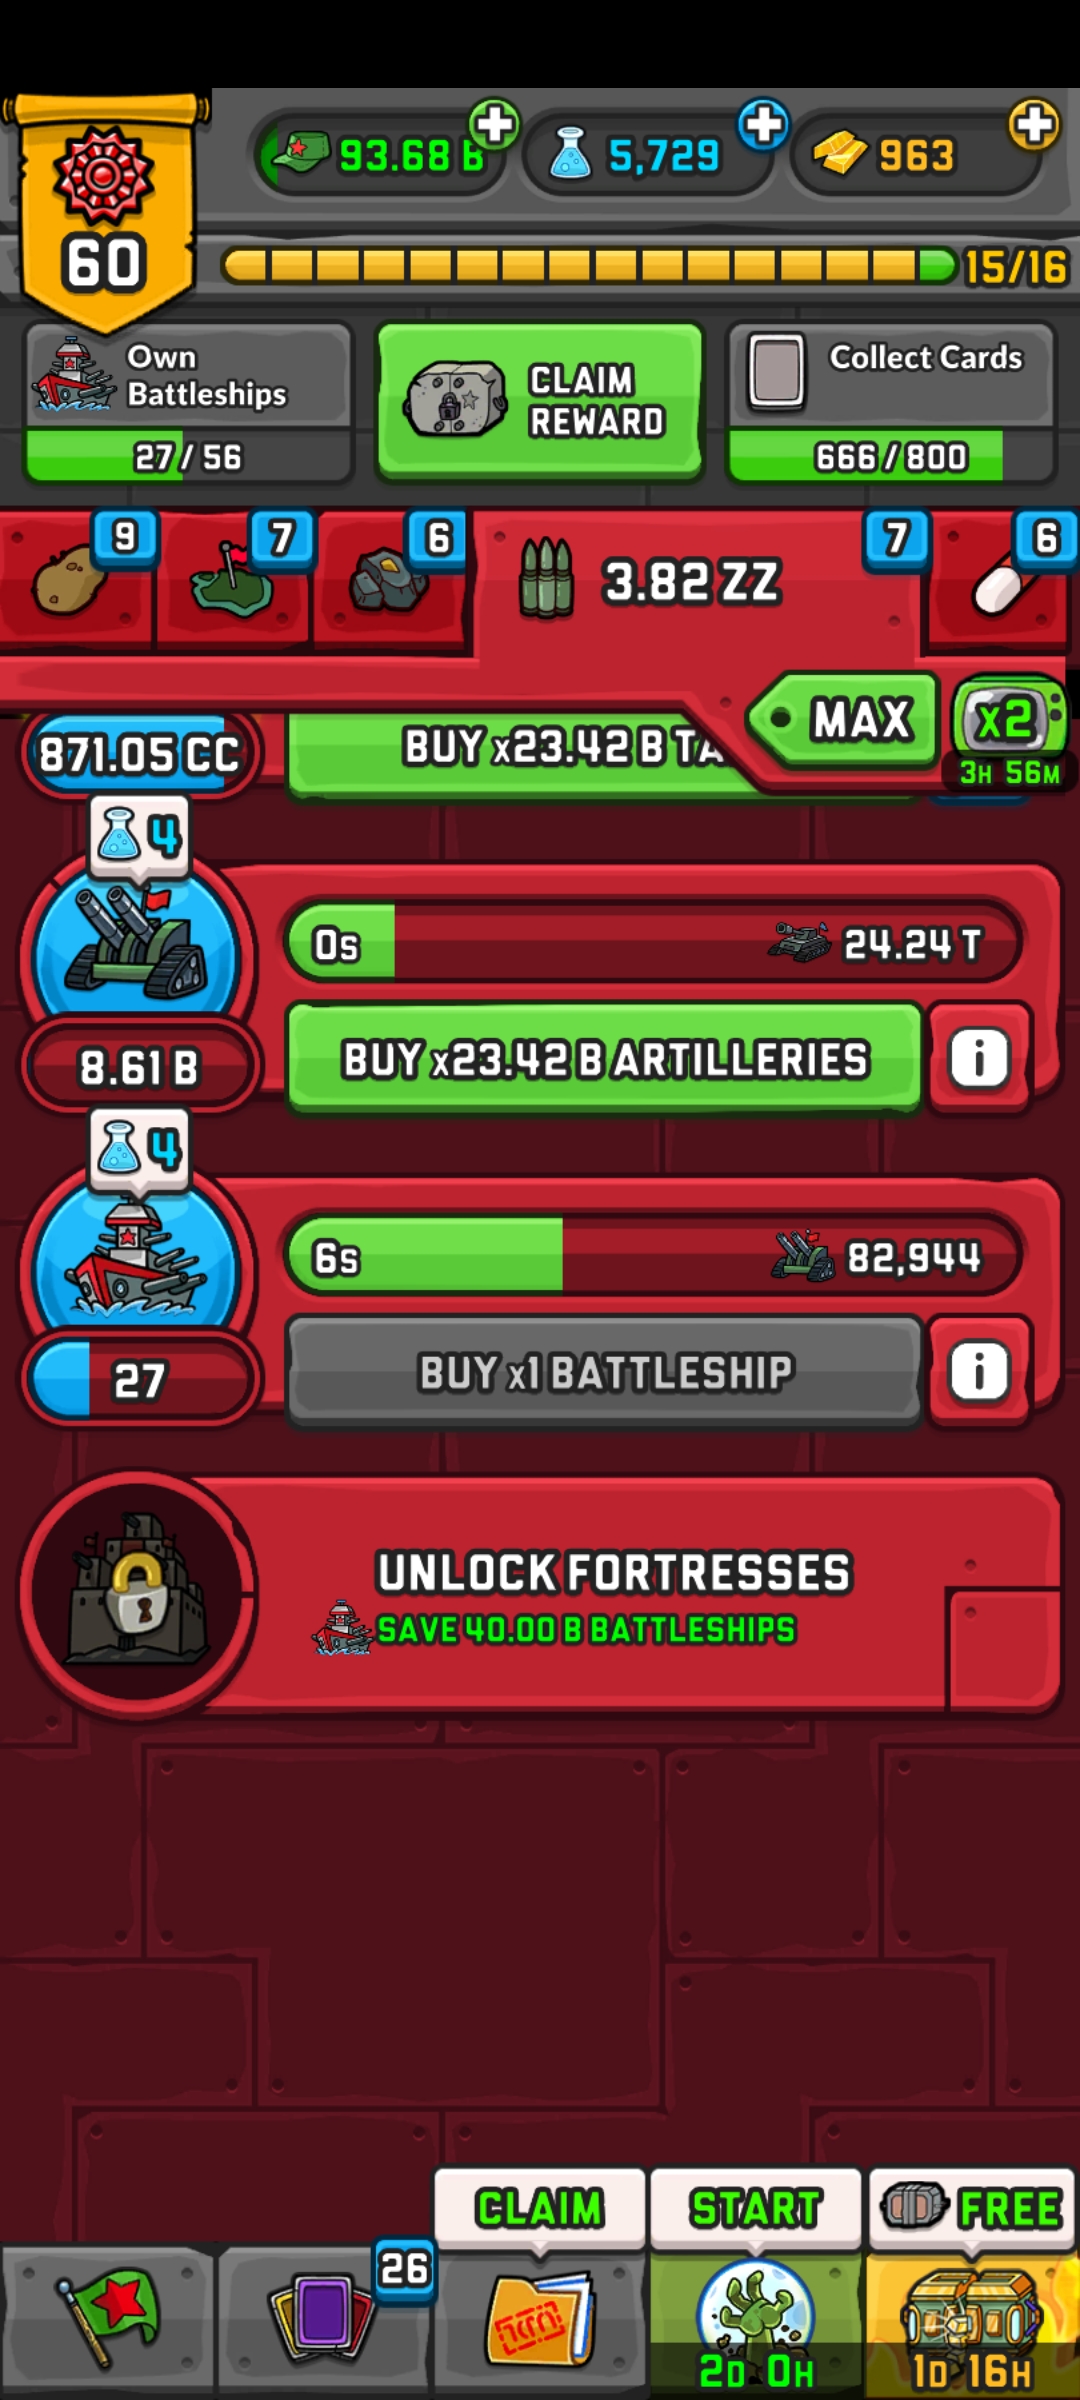 93.68 B
5,729
963
60
15/16
Own
Battleships
27/56
CLAIM
REWARD
Collect Cards
666/800
9
7
6
3.82 ZZ
7
6
MAX
x2
3H 56M
871.05 CC
BUY x23.42 B TA
4
0s
24.24 T
8.61 B
BUY x23.42 B ARTILLERIES
i
4
6s
82,944
27
BUY x1 BATTLESHIP
i
UNLOCK FORTRESSES
SAVE 40.00 B BATTLESHIPS
CLAIM
START
FREE
26
2D 0H
1D 16H